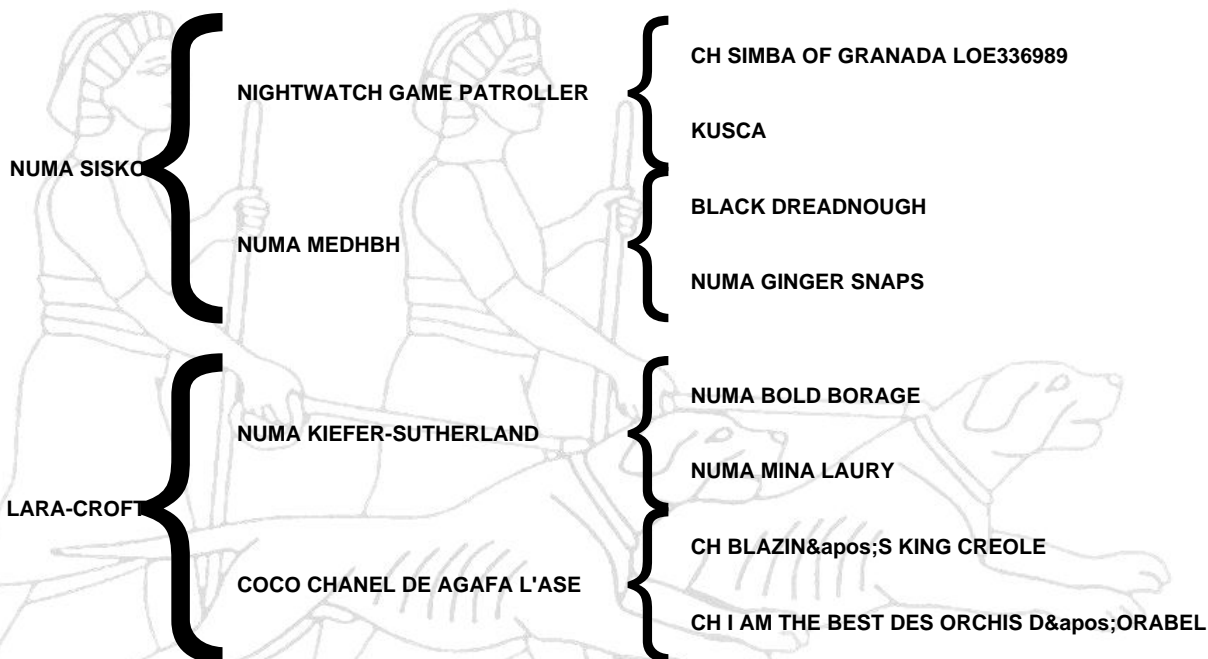 CH SIMBA OF GRANADA LOE336989
NIGHTWATCH GAME PATROLLER
KUSCA
NUMA SISKO
BLACK DREADNOUGH
NUMA MEDHBH
NUMA GINGER SNAPS
NUMA BOLD BORAGE
NUMA KIEFER-SUTHERLAND
NUMA MINA LAURY
LARA-CROFT
CH BLAZIN&apos;S KING CREOLE
COCO CHANEL DE AGAFA L'ASE
CH I AM THE BEST DES ORCHIS D&apos;ORABEL